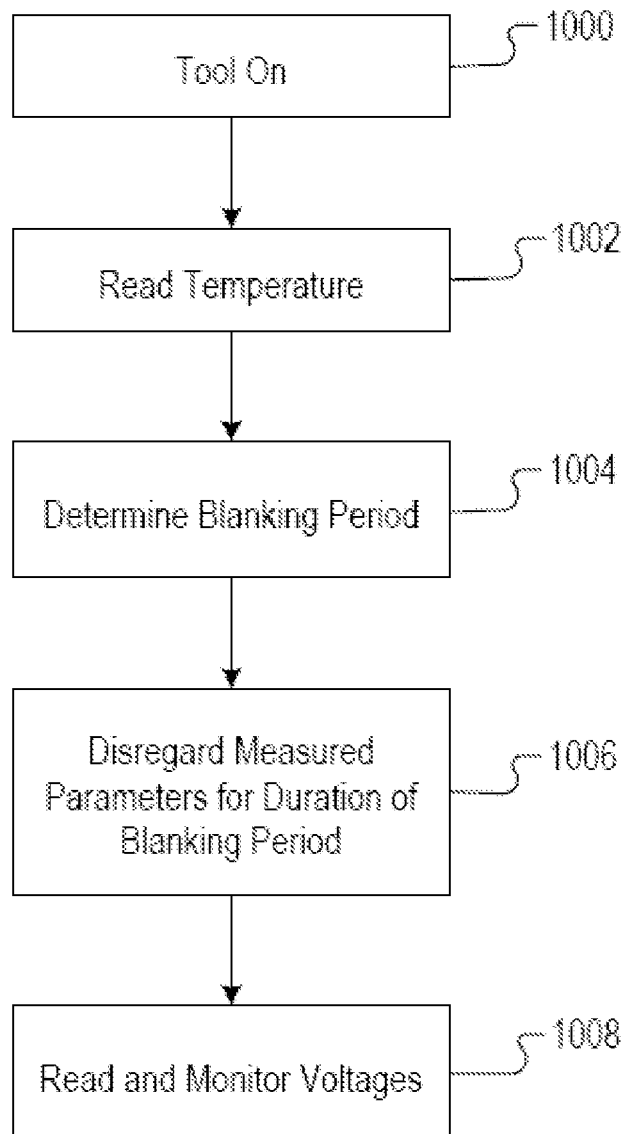 Tool On
1000
Read Temperature
1002
Determine Blanking Period
1004
Disregard Measured
Parameters for Duration of
Blanking Period
1006
Read and Monitor Voltages
1008